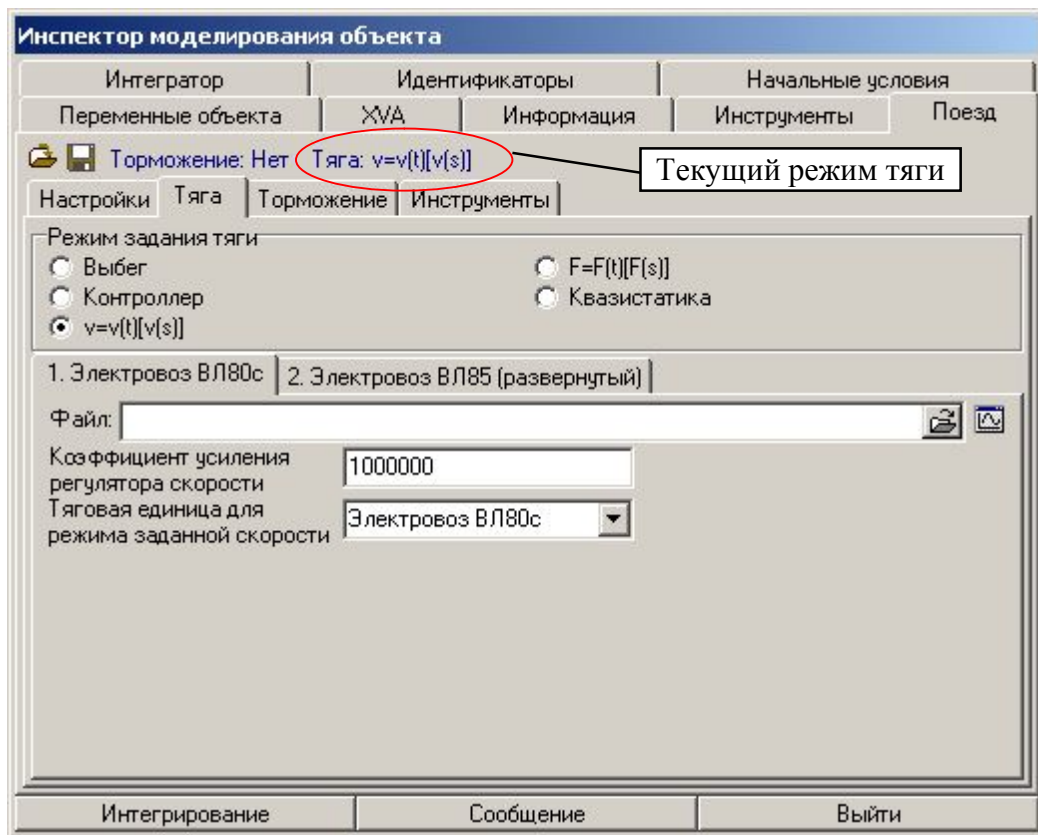 Инспектор моделирования объекта
Интегратор Идентификаторы Начальные условия
Переменные объекта XVA Информация Инструменты Поезд
Торможение: Нет Тяга: v=v(t)[v(s)]
Текущий режим тяги
Настройки Тяга Торможение Инструменты
Режим задания тяги
Выбег F=F(t)[F(s)]
Контроллер Квазистатика
v=v(t)[v(s)]
1. Электровоз ВЛ80с 2. Электровоз ВЛ85 (развернутый)
Файл:
Коэффициент усиления
регулятора скорости
1000000
Тяговая единица для
режима заданной скорости
Электровоз ВЛ80с
Интегрирование Сообщение Выйти